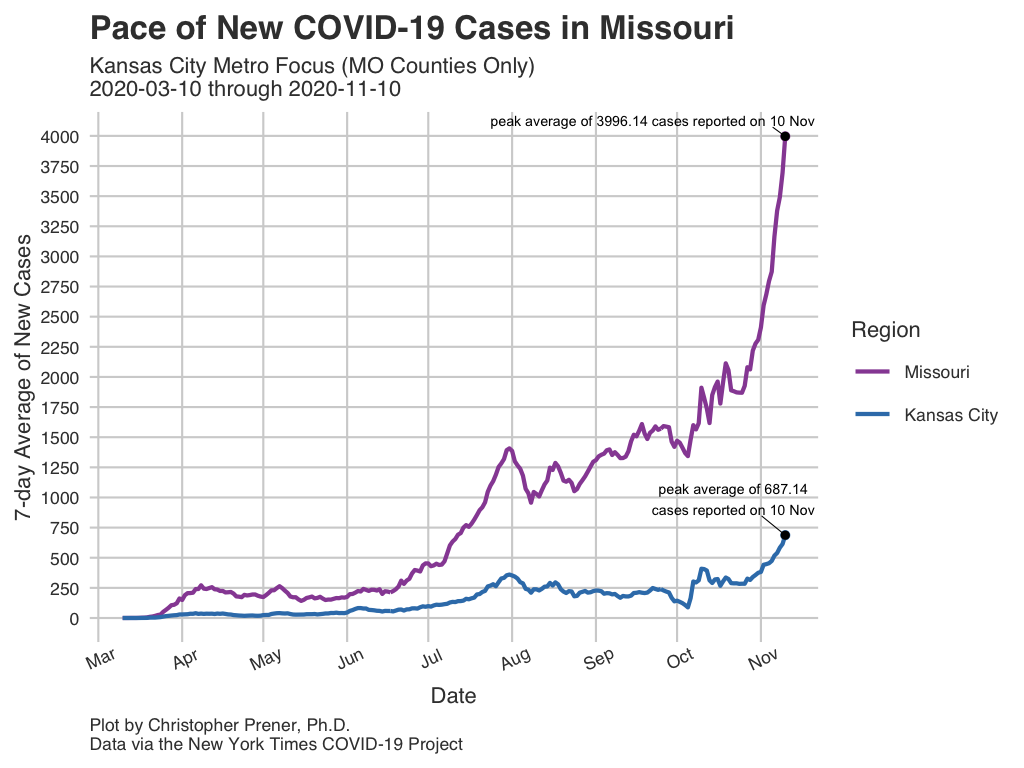 Pace of New COVID-19 Cases in Missouri
Kansas City Metro Focus (MO Counties Only)
2020-03-10 through 2020-11-10
peak average of 3996.14 cases reported on 10 Nov
4000
3750
3500
3250
3000
2750
2500
2250
2000
1750
1500
1250
1000
750
500
250
0
7-day Average of New Cases
peak average of 687.14
cases reported on 10 Nov
Region
Missouri
Kansas City
Mar
Apr
May
Jun
Jul
Aug
Sep
Oct
Nov
Date
Plot by Christopher Prener, Ph.D.
Data via the New York Times COVID-19 Project